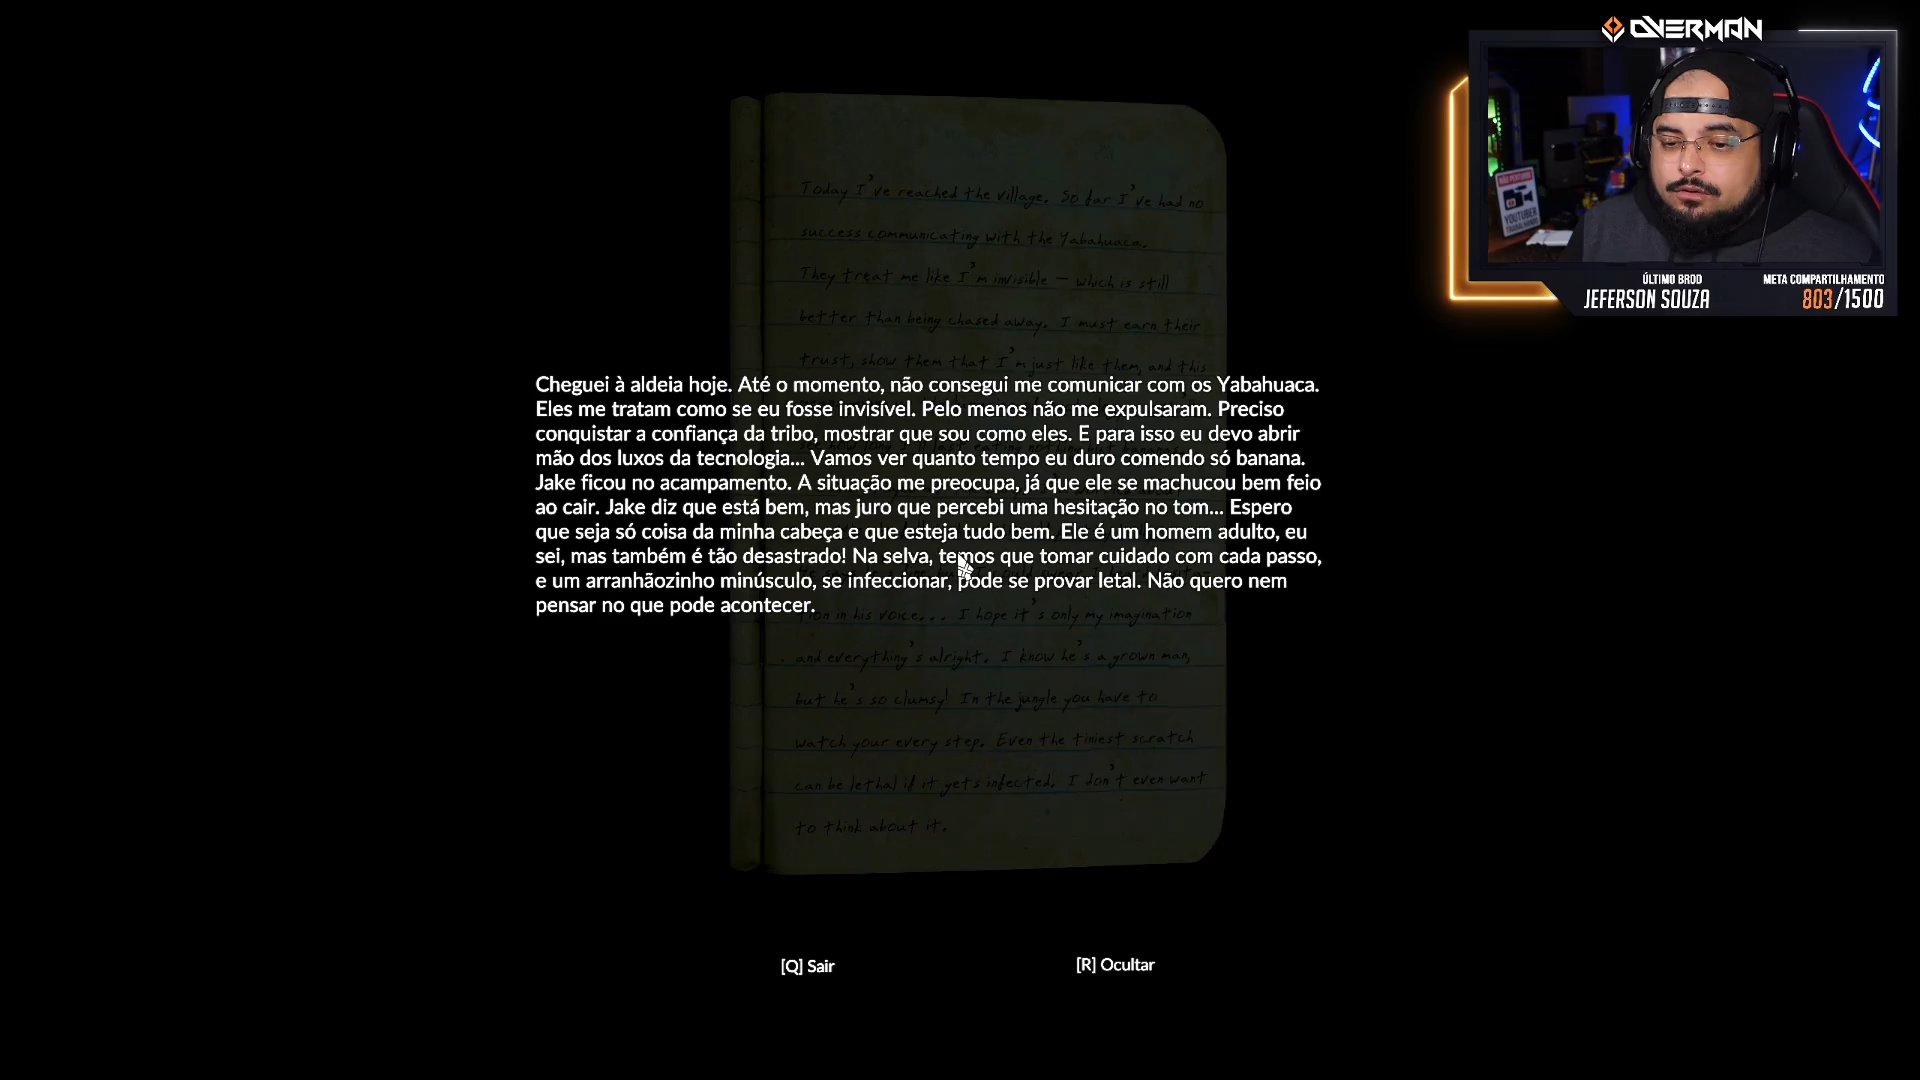 OVERMAN
NÃO PERTURBE
YOUTUBER
TRABALHANDO
ÚLTIMO BROD
JEFERSON SOUZA
META COMPARTILHAMENTO
803/1500
Today I've reached the village. So far I've had no
success communicating with the Yabahuaca.
They treat me like I'm invisible — which is still
better than being chased away. I must earn their
trust, show them that I'm just like them, and this
Cheguei à aldeia hoje. Até o momento, não consegui me comunicar com os Yabahuaca.
Eles me tratam como se eu fosse invisível. Pelo menos não me expulsaram. Preciso
conquistar a confiança da tribo, mostrar que sou como eles. E para isso eu devo abrir
mão dos luxos da tecnologia... Vamos ver quanto tempo eu duro comendo só banana.
Jake ficou no acampamento. A situação me preocupa, já que ele se machucou bem feio
ao cair. Jake diz que está bem, mas juro que percebi uma hesitação no tom... Espero
que seja só coisa da minha cabeça e que esteja tudo bem. Ele é um homem adulto, eu
sei, mas também é tão desastrado! Na selva, temos que tomar cuidado com cada passo,
e um arranhãozinho minúsculo, se infeccionar, pode se provar letal. Não quero nem
pensar no que pode acontecer.
tion in his voice... I hope it's only my imagination
and everything's alright. I know he's a grown man,
but he's so clumsy! In the jungle you have to
watch your every step. Even the tiniest scratch
can be lethal if it gets infected. I don't even want
to think about it.
[Q] Sair
[R] Ocultar